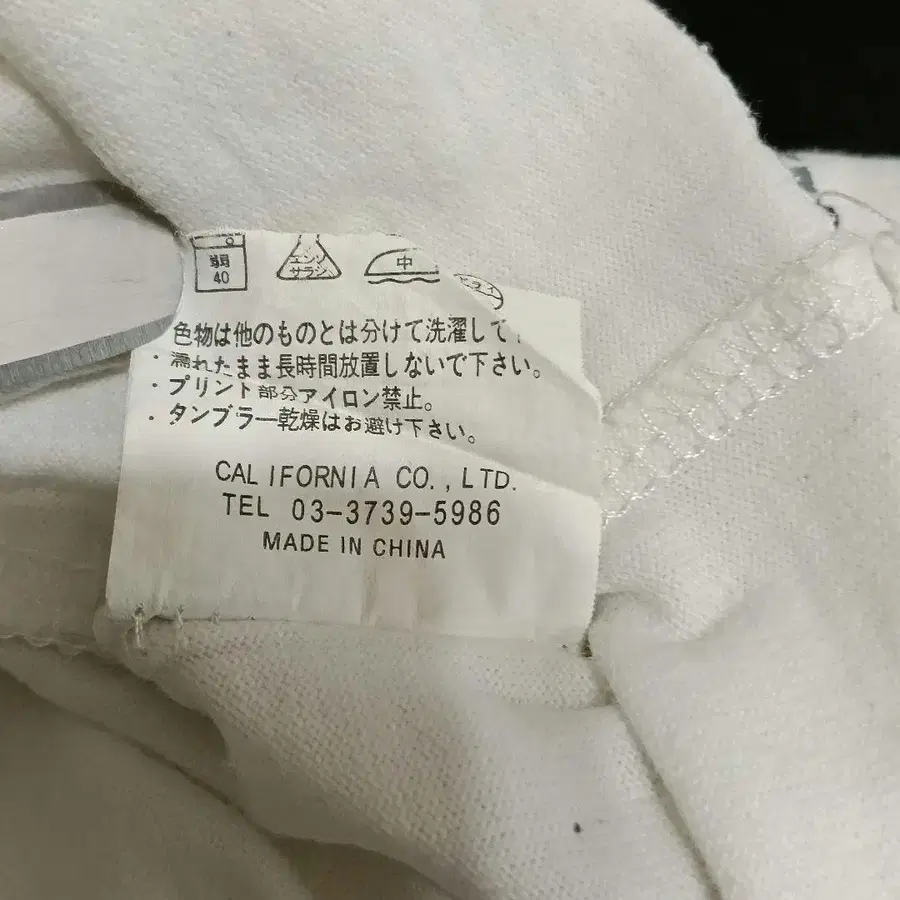 弱 40
エンソ サラシ
中
色物は他のものとは分けて洗濯して
・濡れたまま長時間放置しないで下さい。
・プリント部分アイロン禁止。
・タンブラー乾燥はお避け下さい。
CALIFORNIA CO.,LTD.
TEL 03-3739-5986
MADE IN CHINA